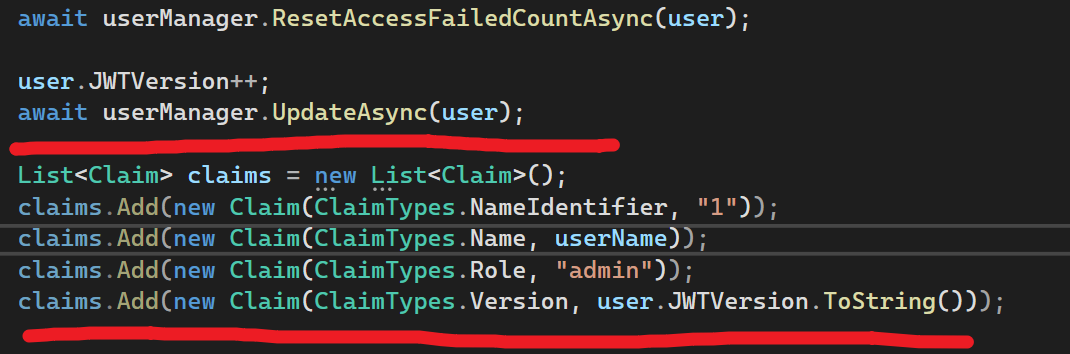 await userManager.ResetAccessFailedCountAsync(user);
user.JWTVersion++;
await userManager.UpdateAsync(user);
List<Claim> claims = new List<Claim>();
claims.Add(new Claim(ClaimTypes.NameIdentifier, "1"));
claims.Add(new Claim(ClaimTypes.Name, userName));
claims.Add(new Claim(ClaimTypes.Role, "admin"));
claims.Add(new Claim(ClaimTypes.Version, user.JWTVersion.ToString()));